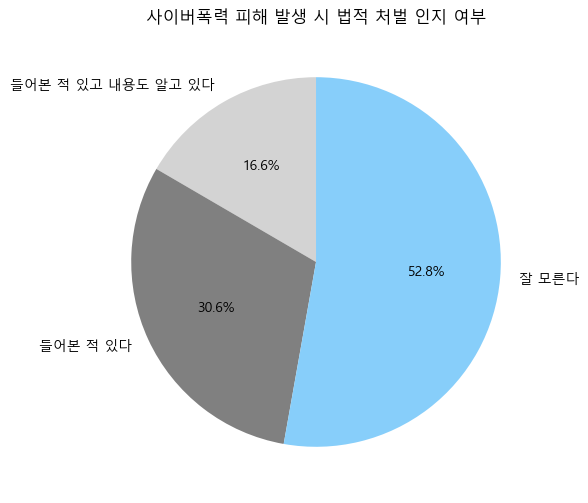 사이버폭력 피해 발생 시 법적 처벌 인지 여부
들어본 적 있고 내용도 알고 있다
16.6%
52.8%
잘 모른다
30.6%
들어본 적 있다